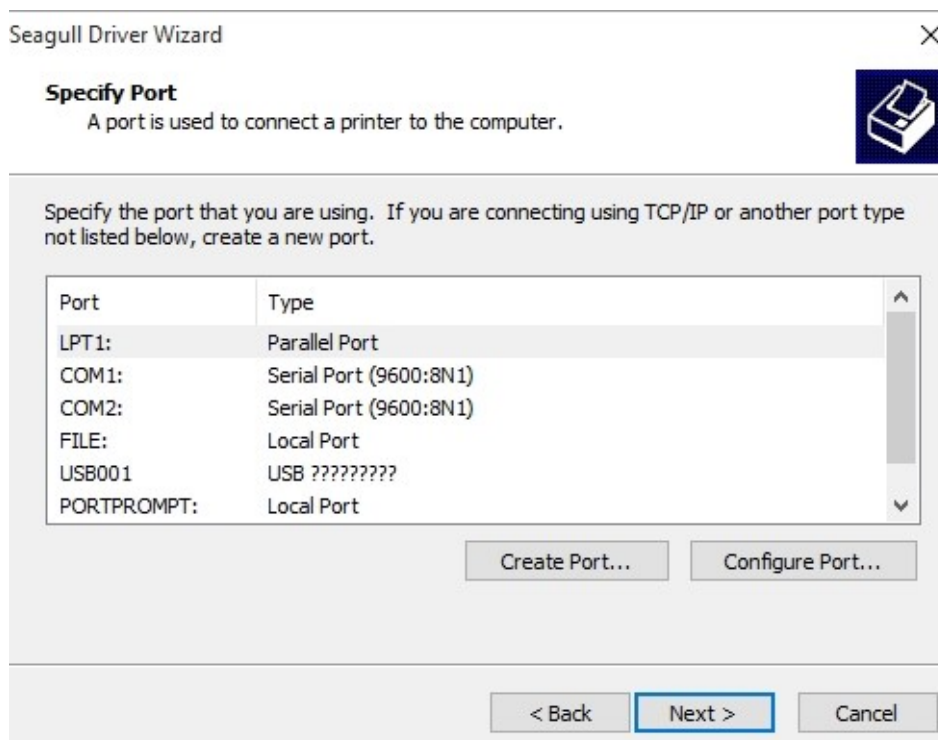 Seagull Driver Wizard
Specify Port
A port is used to connect a printer to the computer.
Specify the port that you are using. If you are connecting using TCP/IP or another port type
not listed below, create a new port.
Port Type
LPT1: Parallel Port
COM1: Serial Port (9600:8N1)
COM2: Serial Port (9600:8N1)
FILE: Local Port
USB001 USB ?????????
PORTPROMPT: Local Port
Create Port... Configure Port...
< Back Next > Cancel